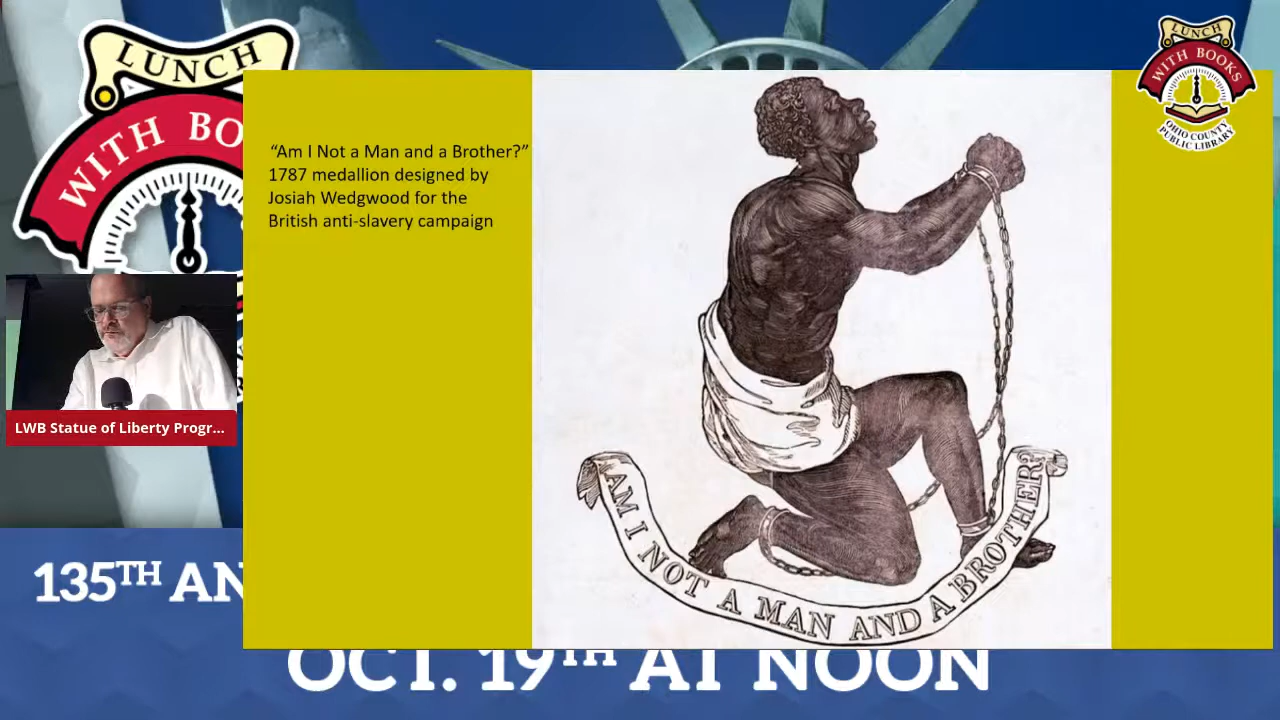 LUNCH
WITH BO
LUNCH
WITH BOOKS
OHIO COUNTY
PUBLIC LIBRARY
“Am I Not a Man and a Brother?”
1787 medallion designed by
Josiah Wedgwood for the
British anti-slavery campaign
AM I NOT A MAN AND A BROTHER?
LWB Statue of Liberty Progr...
135TH AN
OCT. 19TH AT NOON